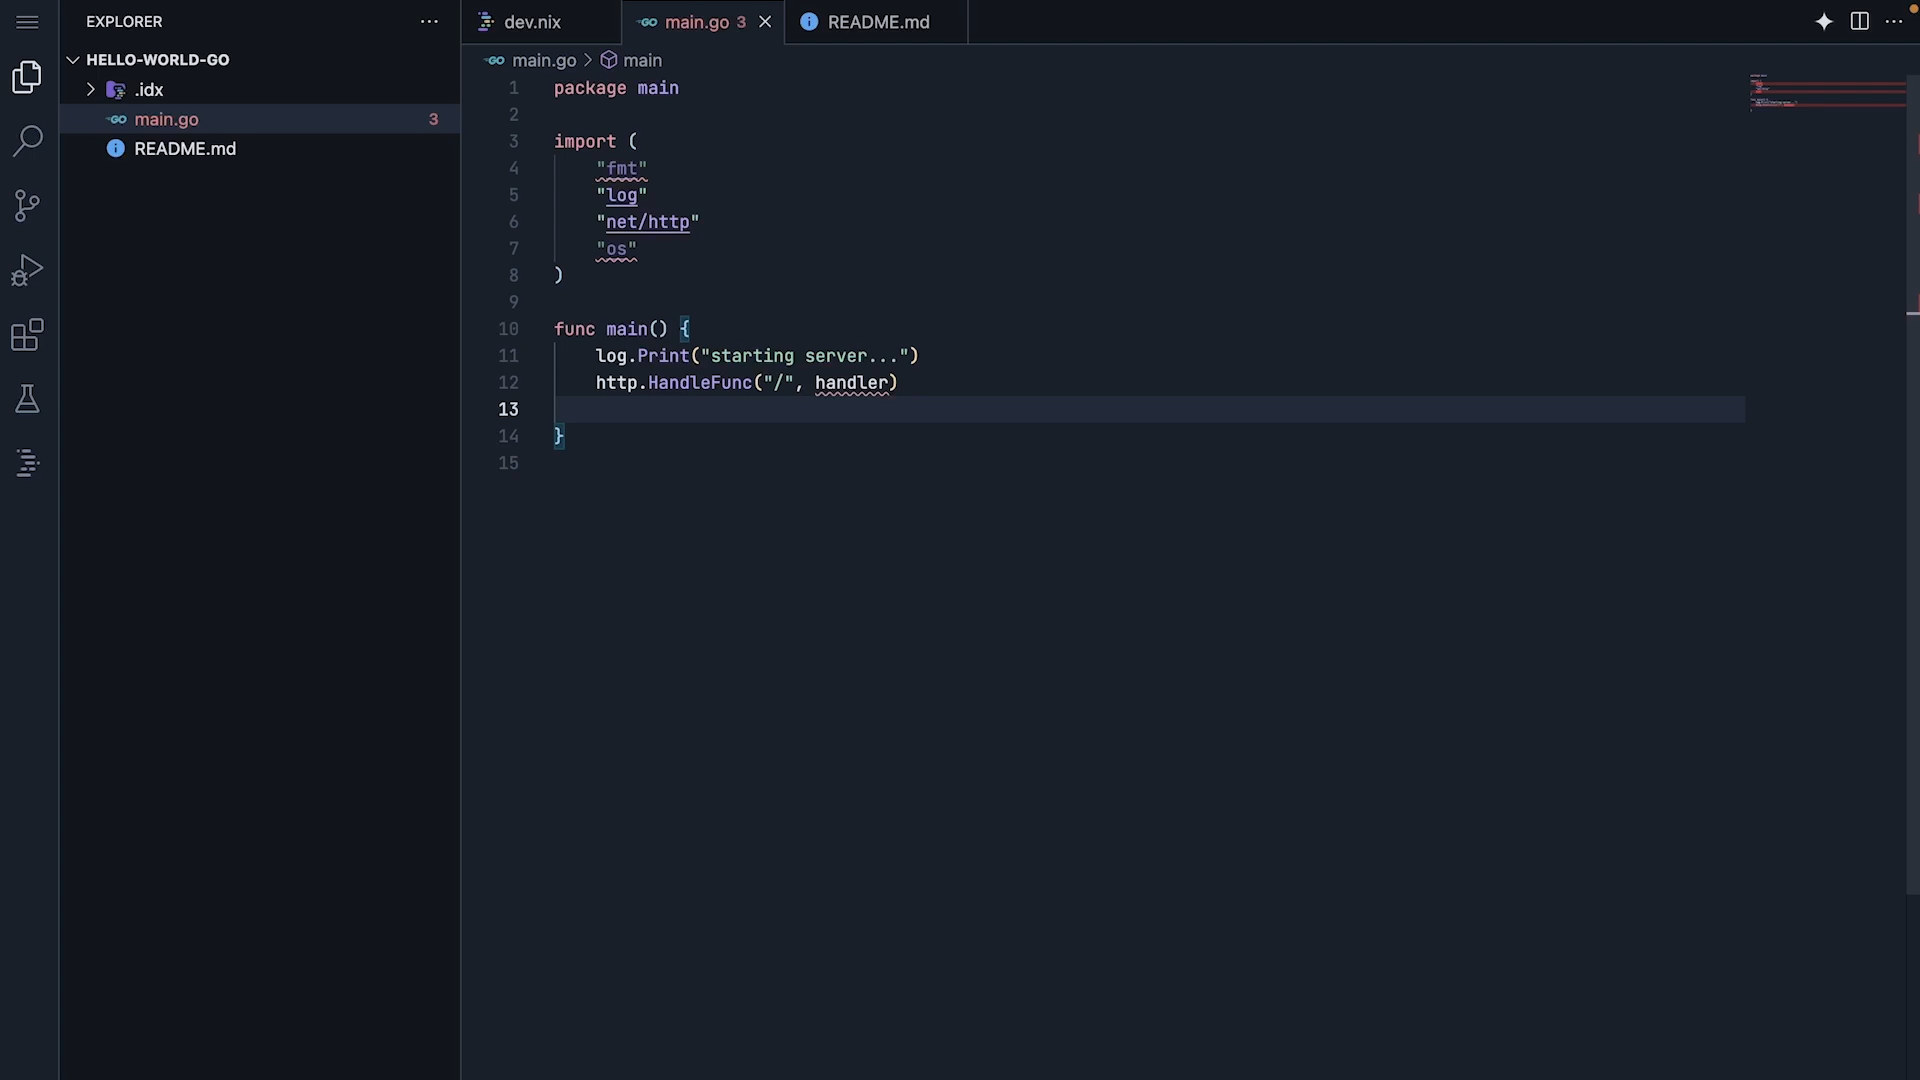 EXPLORER
HELLO-WORLD-GO
.idx
main.go 3
README.md
dev.nix
main.go 3
README.md
main.go > main
1 package main
2
3 import (
4 "fmt"
5 "log"
6 "net/http"
7 "os"
8 )
9
10 func main() {
11 log.Print("starting server...")
12 http.HandleFunc("/", handler)
13
14 }
15